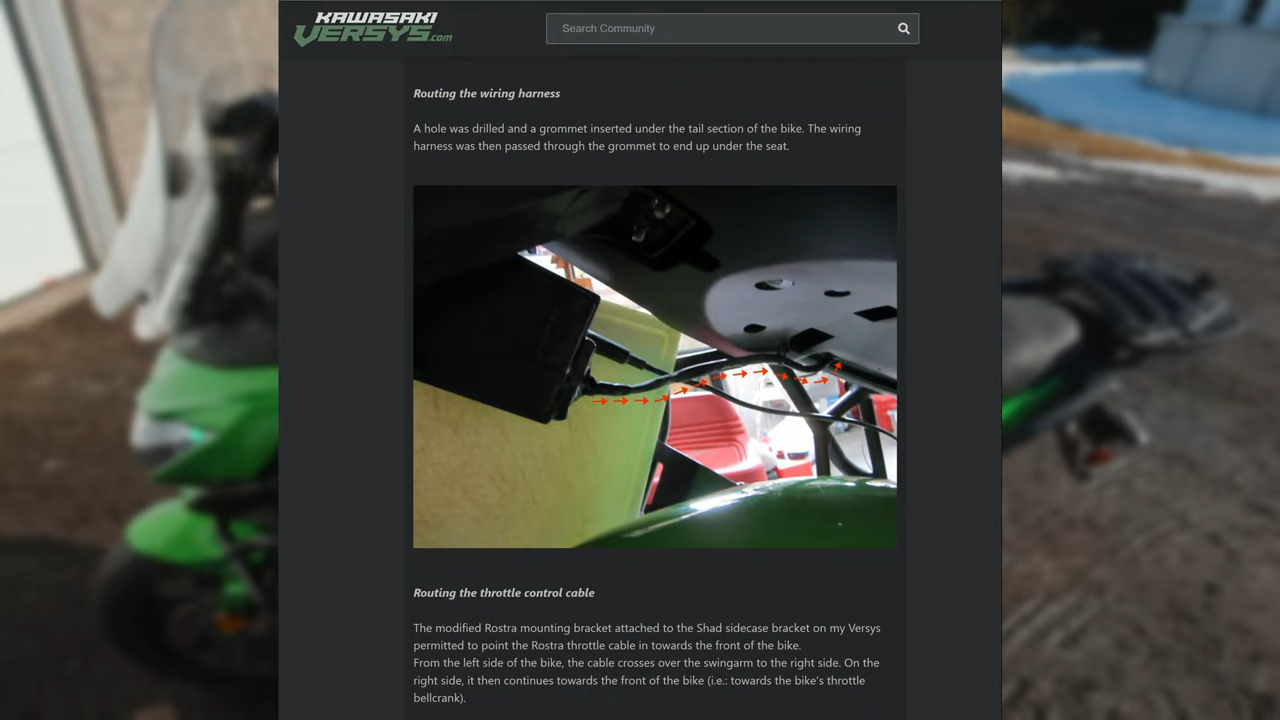 KAWASAKI
VERSYS.com
Search Community
Routing the wiring harness
A hole was drilled and a grommet inserted under the tail section of the bike. The wiring
harness was then passed through the grommet to end up under the seat.
Routing the throttle control cable
The modified Rostra mounting bracket attached to the Shad sidecase bracket on my Versys
permitted to point the Rostra throttle cable in towards the front of the bike.
From the left side of the bike, the cable crosses over the swingarm to the right side. On the
right side, it then continues towards the front of the bike (i.e.: towards the bike's throttle
bellcrank).